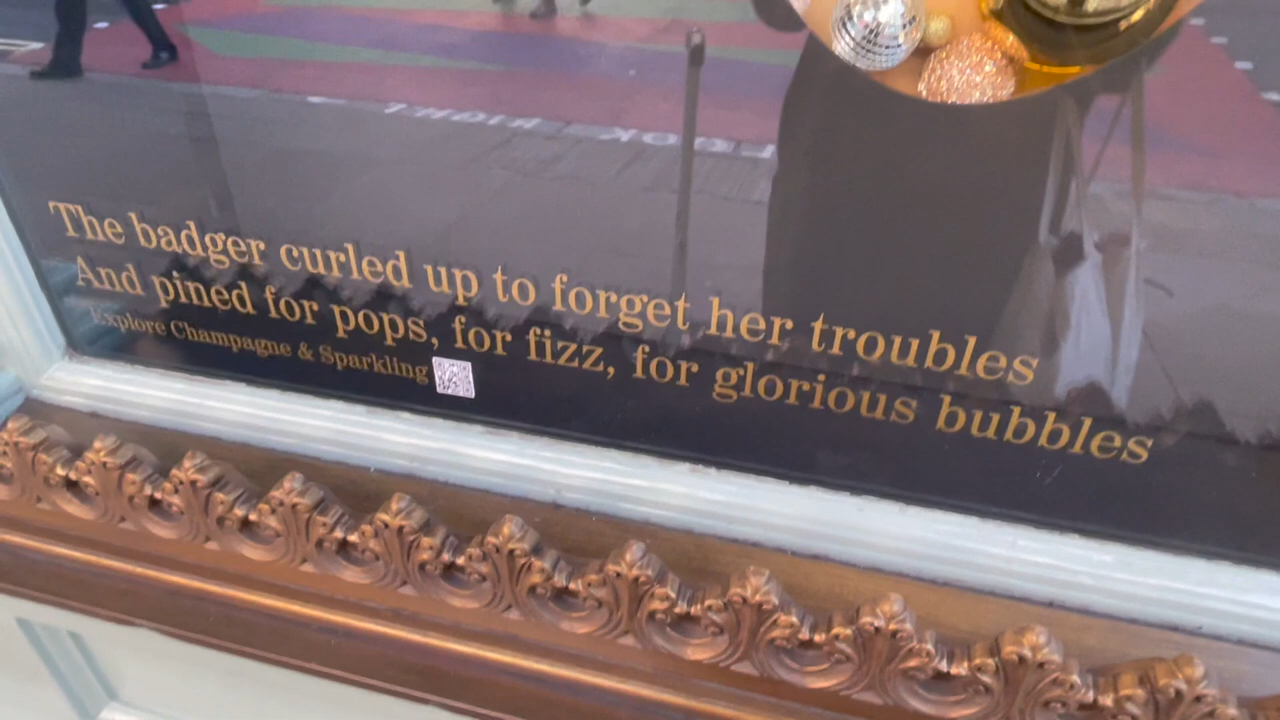 LOOK RIGHT
The badger curled up to forget her troubles
And pined for pops, for fizz, for glorious bubbles
Explore Champagne & Sparkling